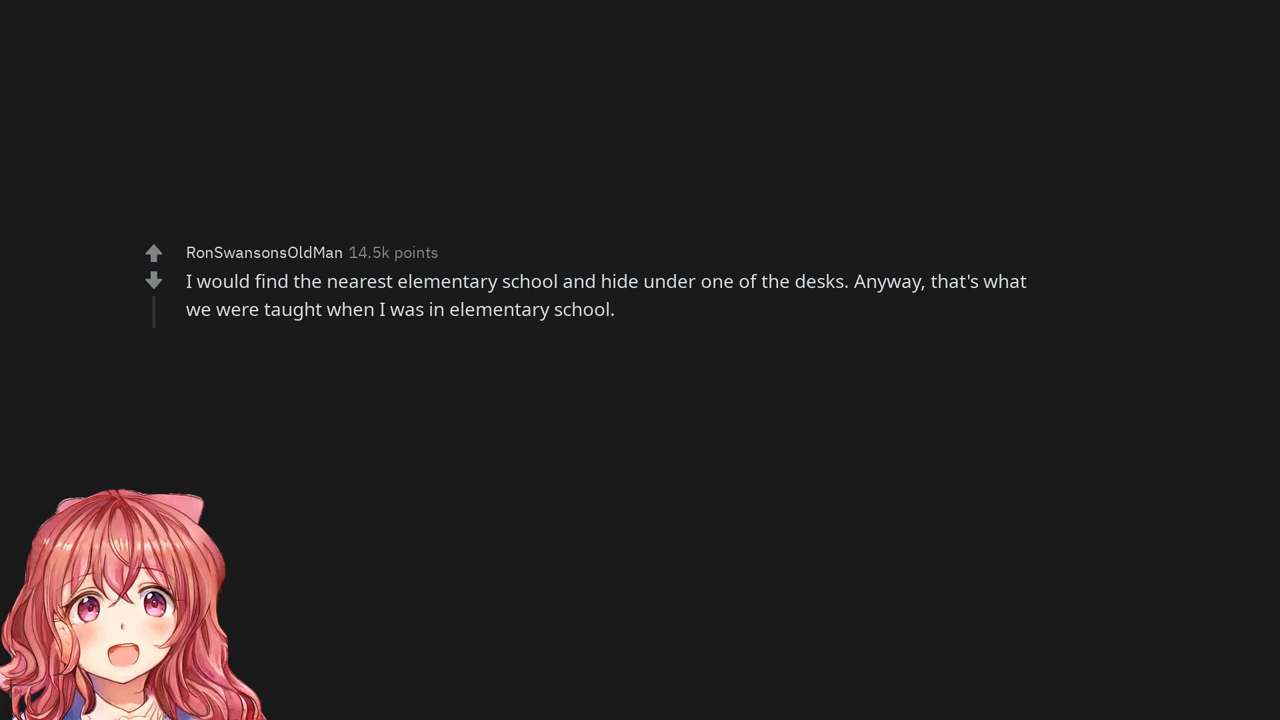 RonSwansonsOldMan 14.5k points
I would find the nearest elementary school and hide under one of the desks. Anyway, that's what
we were taught when I was in elementary school.